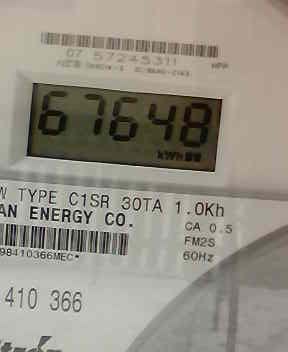 07 57245311 HPP
67648
kWh
TYPE C1SR 30TA 1.0Kh
AN ENERGY CO.
CA 0.5
FM2S
98410366MEC*
60Hz
410 366